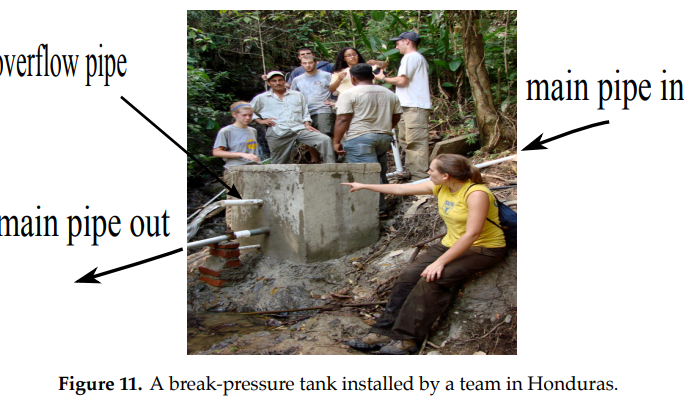 overflow pipe
main pipe in
main pipe out
Figure 11. A break-pressure tank installed by a team in Honduras.